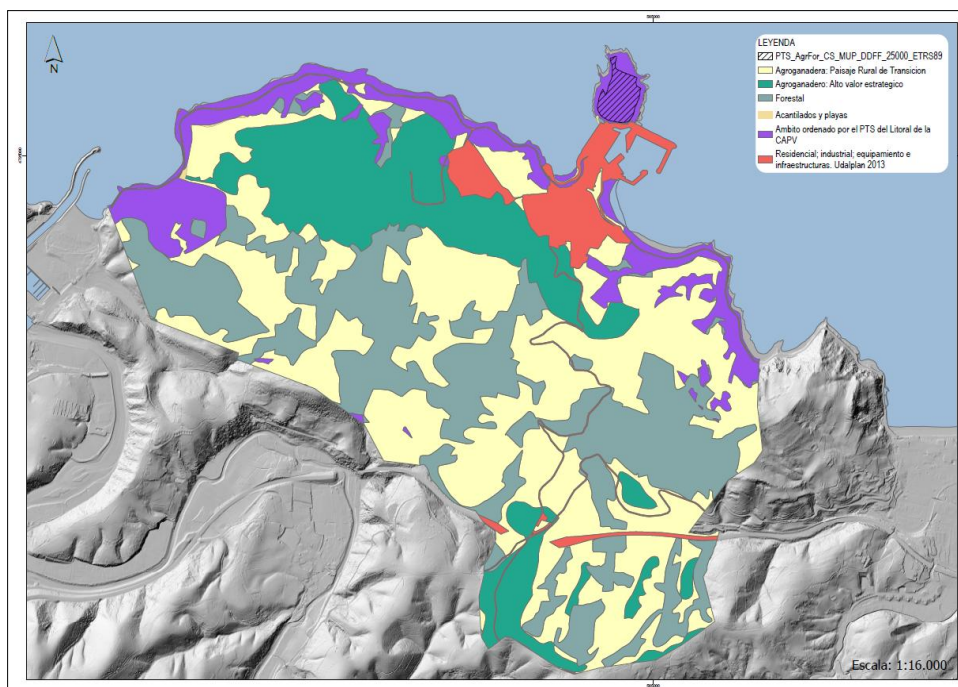 N
LEYENDA
PTS_AgrFor_CS_MUP_DDFF_25000_ETRS89
Agroganadera: Paisaje Rural de Transicion
Agroganadero: Alto valor estrategico
Forestal
Acantilados y playas
Ambito ordenado por el PTS del Litoral de la
CAPV
Residencial; industrial; equipamiento e
infraestructuras. Udalplan 2013
Escala: 1:16.000